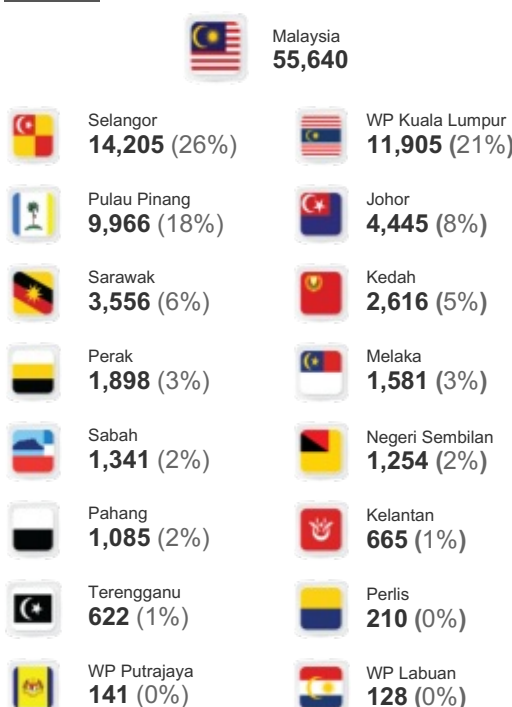 Malaysia
55,640
Selangor
14,205 (26%)
WP Kuala Lumpur
11,905 (21%)
Pulau Pinang
9,966 (18%)
Johor
4,445 (8%)
Sarawak
3,556 (6%)
Kedah
2,616 (5%)
Perak
1,898 (3%)
Melaka
1,581 (3%)
Sabah
1,341 (2%)
Negeri Sembilan
1,254 (2%)
Pahang
1,085 (2%)
Kelantan
665 (1%)
Terengganu
622 (1%)
Perlis
210 (0%)
WP Putrajaya
141 (0%)
WP Labuan
128 (0%)